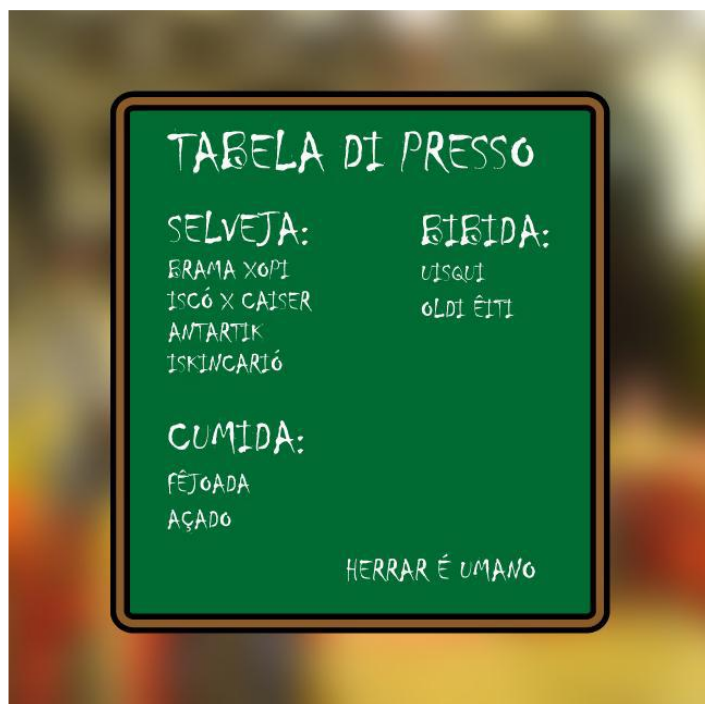 TABELA DI PRESSO
SELVEJA:
BRAMA XOPI
ISCÓ X CAISER
ANTARTIK
ISKINCARIÓ
BIBIDA:
UISQUI
OLDI ÊITI
CUMIDA:
FÊJOADA
AÇADO
HERRAR É UMANO